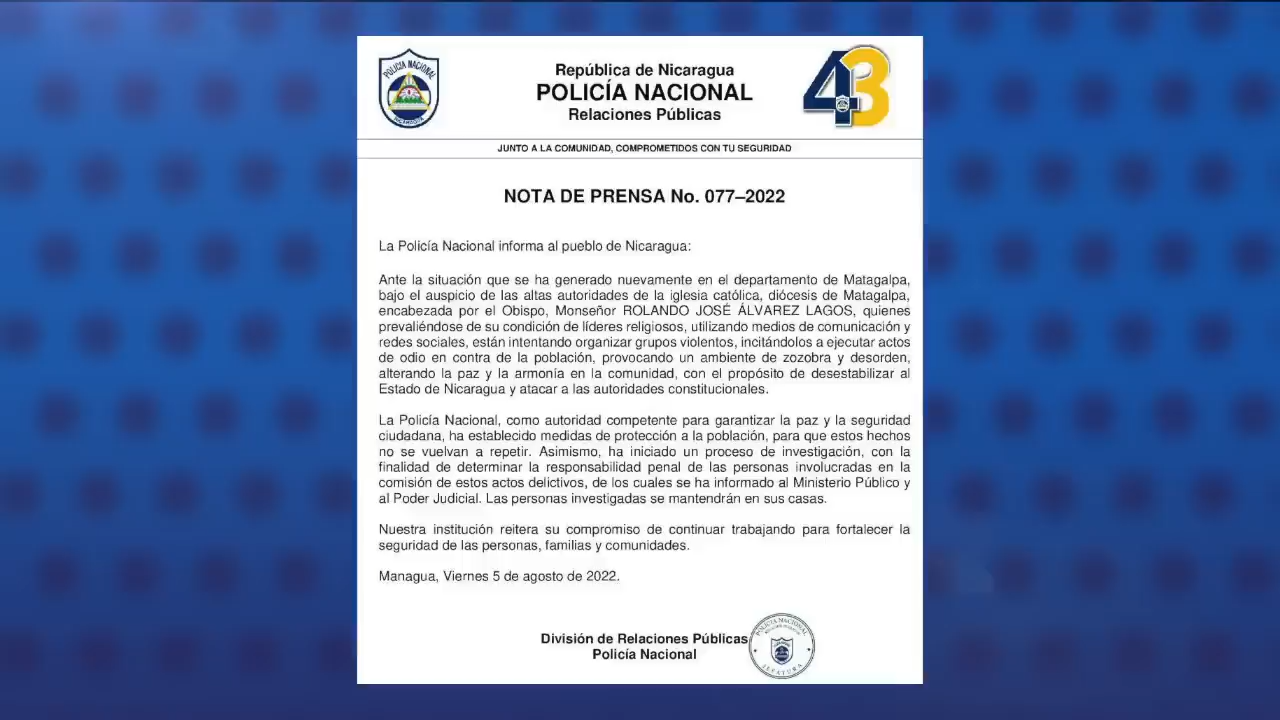 POLICIA NACIONAL
NICARAGUA
República de Nicaragua
POLICÍA NACIONAL
Relaciones Públicas
43
JUNTO A LA COMUNIDAD, COMPROMETIDOS CON TU SEGURIDAD
NOTA DE PRENSA No. 077–2022
La Policía Nacional informa al pueblo de Nicaragua:
Ante la situación que se ha generado nuevamente en el departamento de Matagalpa,
bajo el auspicio de las altas autoridades de la iglesia católica, diócesis de Matagalpa,
encabezada por el Obispo, Monseñor ROLANDO JOSÉ ÁLVAREZ LAGOS, quienes
prevaliéndose de su condición de líderes religiosos, utilizando medios de comunicación y
redes sociales, están intentando organizar grupos violentos, incitándolos a ejecutar actos
de odio en contra de la población, provocando un ambiente de zozobra y desorden,
alterando la paz y la armonía en la comunidad, con el propósito de desestabilizar al
Estado de Nicaragua y atacar a las autoridades constitucionales.
La Policía Nacional, como autoridad competente para garantizar la paz y la seguridad
ciudadana, ha establecido medidas de protección a la población, para que estos hechos
no se vuelvan a repetir. Asimismo, ha iniciado un proceso de investigación, con la
finalidad de determinar la responsabilidad penal de las personas involucradas en la
comisión de estos actos delictivos, de los cuales se ha informado al Ministerio Público y
al Poder Judicial. Las personas investigadas se mantendrán en sus casas.
Nuestra institución reitera su compromiso de continuar trabajando para fortalecer la
seguridad de las personas, familias y comunidades.
Managua, Viernes 5 de agosto de 2022.
División de Relaciones Públicas
Policía Nacional
POLICIA NACIONAL
JEFATURA